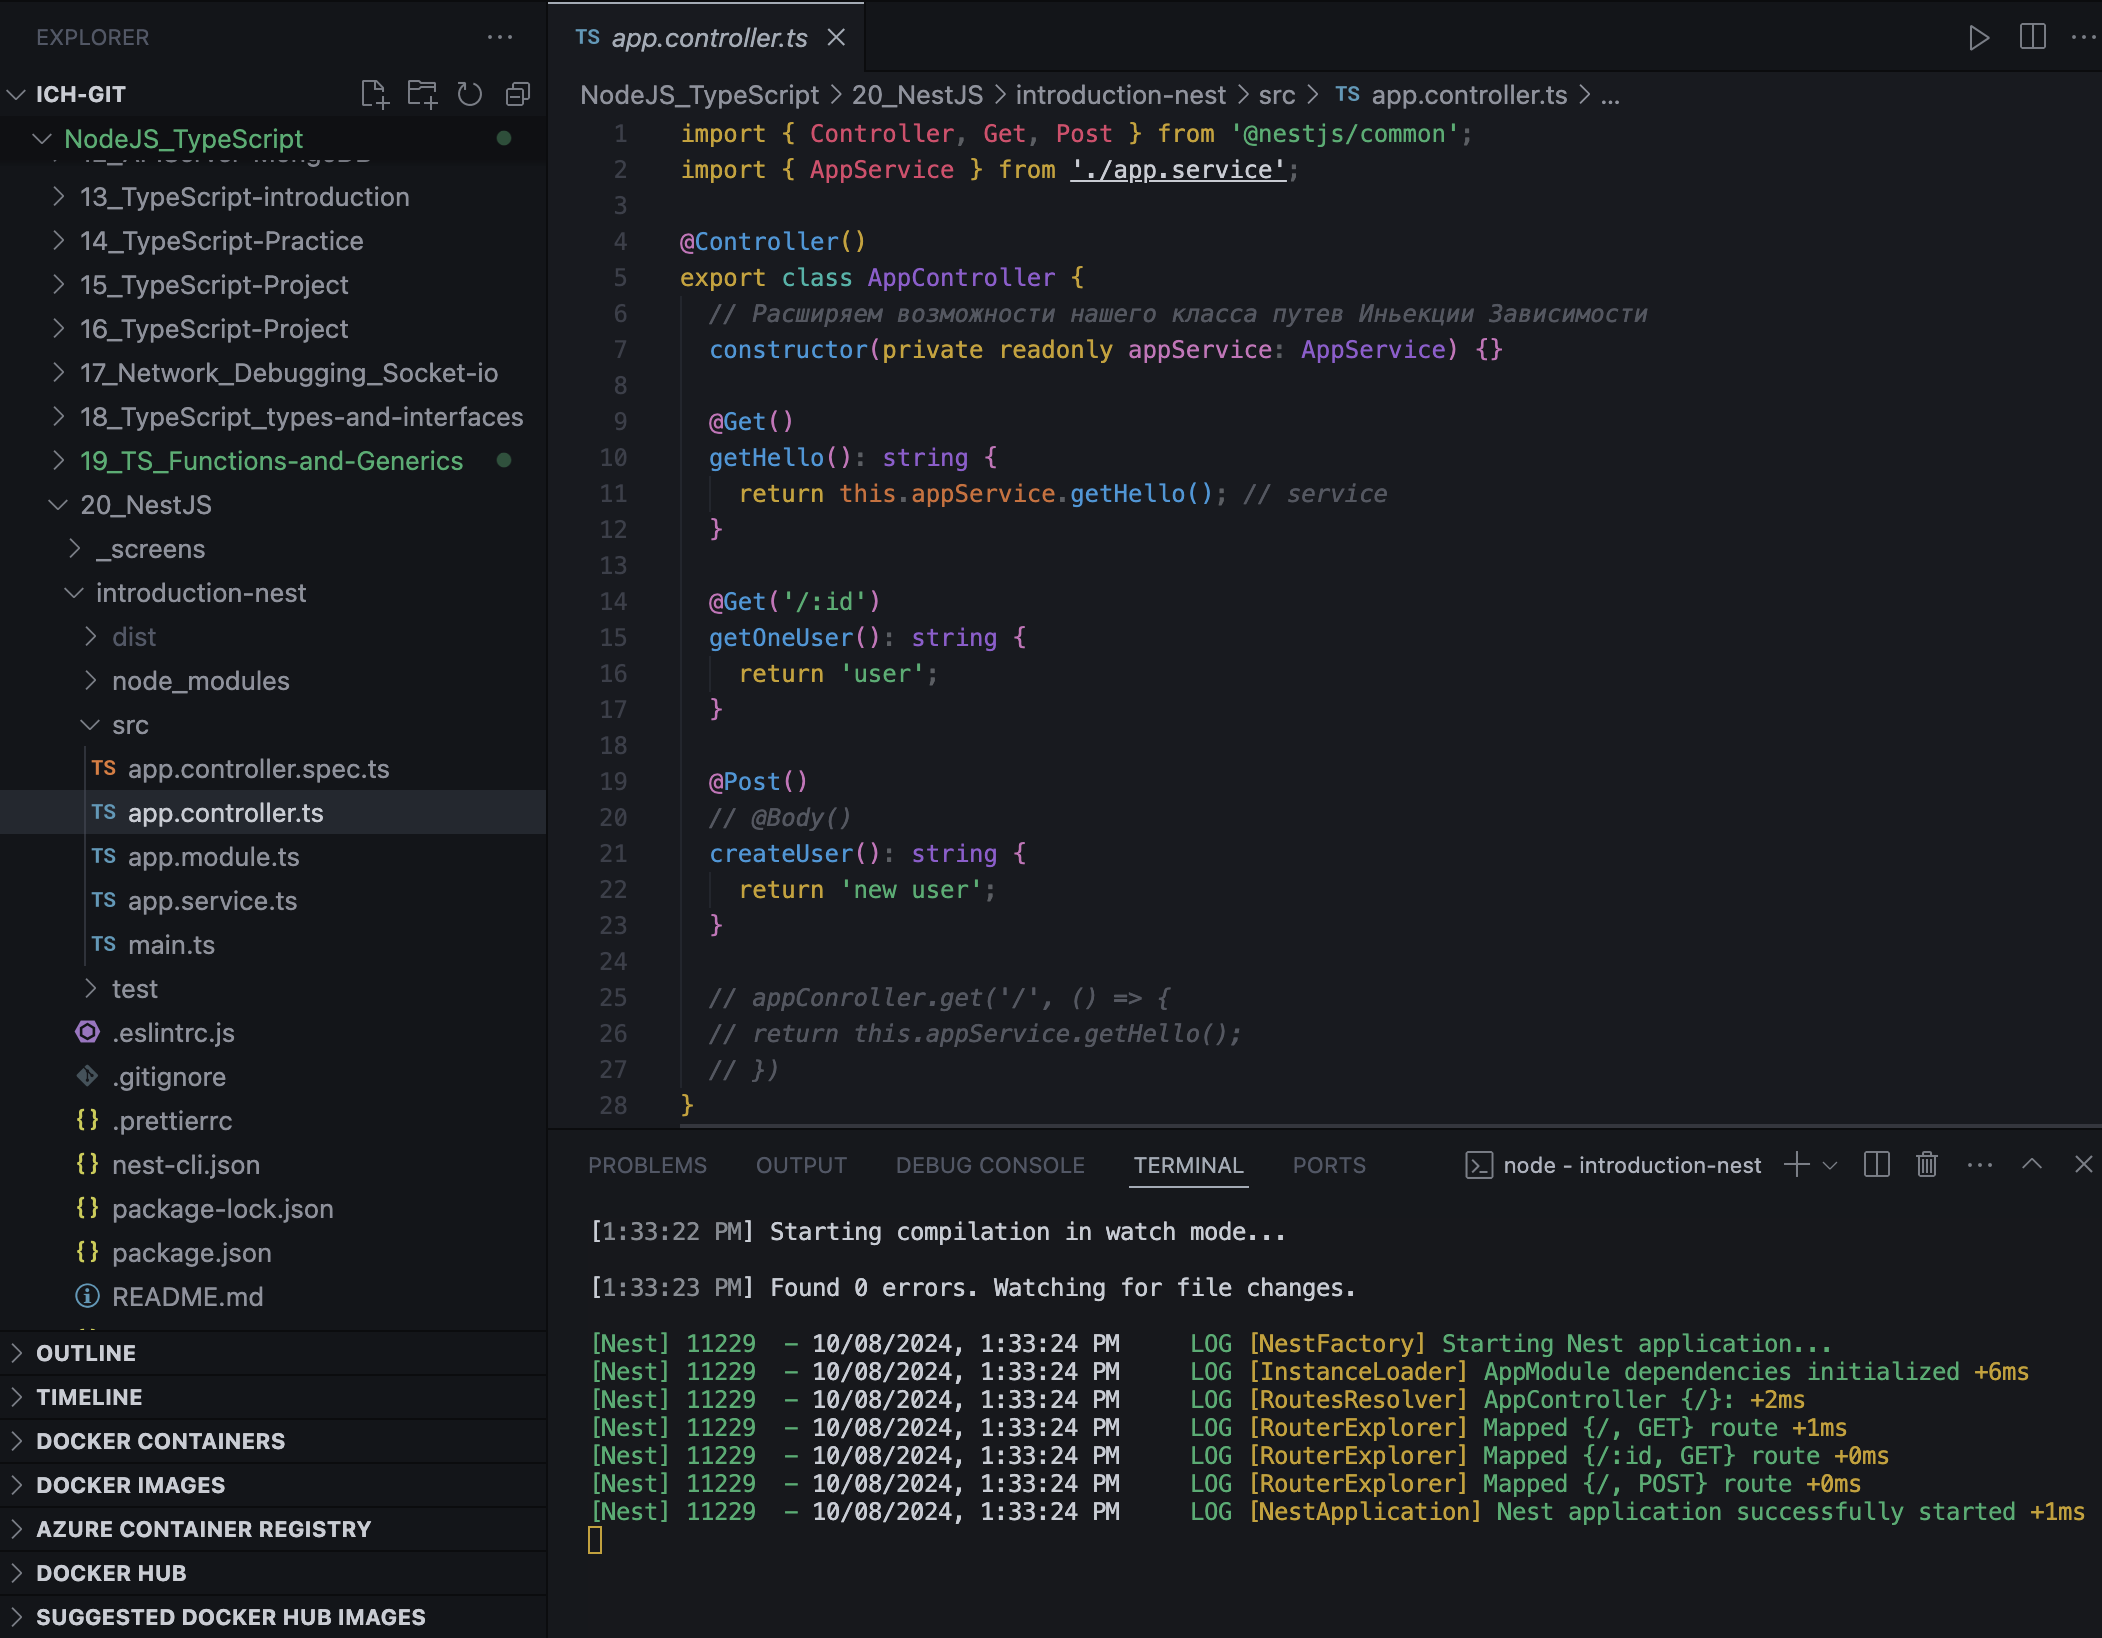 EXPLORER
ICH-GIT
NodeJS_TypeScript
13_TypeScript-introduction
14_TypeScript-Practice
15_TypeScript-Project
16_TypeScript-Project
17_Network_Debugging_Socket-io
18_TypeScript_types-and-interfaces
19_TS_Functions-and-Generics
20_NestJS
_screens
introduction-nest
dist
node_modules
src
TS app.controller.spec.ts
TS app.controller.ts
TS app.module.ts
TS app.service.ts
TS main.ts
test
.eslintrc.js
.gitignore
{} .prettierrc
{} nest-cli.json
{} package-lock.json
{} package.json
README.md
OUTLINE
TIMELINE
DOCKER CONTAINERS
DOCKER IMAGES
AZURE CONTAINER REGISTRY
DOCKER HUB
SUGGESTED DOCKER HUB IMAGES
TS app.controller.ts
NodeJS_TypeScript > 20_NestJS > introduction-nest > src > TS app.controller.ts > ...
1 import { Controller, Get, Post } from '@nestjs/common';
2 import { AppService } from './app.service';
3
4 @Controller()
5 export class AppController {
6 // Расширяем возможности нашего класса путев Иньекции Зависимости
7 constructor(private readonly appService: AppService) {}
8
9 @Get()
10 getHello(): string {
11 return this.appService.getHello(); // service
12 }
13
14 @Get('/:id')
15 getOneUser(): string {
16 return 'user';
17 }
18
19 @Post()
20 // @Body()
21 createUser(): string {
22 return 'new user';
23 }
24
25 // appConroller.get('/', () => {
26 // return this.appService.getHello();
27 // })
28 }
PROBLEMS OUTPUT DEBUG CONSOLE TERMINAL PORTS node - introduction-nest
[1:33:22 PM] Starting compilation in watch mode...
[1:33:23 PM] Found 0 errors. Watching for file changes.
[Nest] 11229 - 10/08/2024, 1:33:24 PM LOG [NestFactory] Starting Nest application...
[Nest] 11229 - 10/08/2024, 1:33:24 PM LOG [InstanceLoader] AppModule dependencies initialized +6ms
[Nest] 11229 - 10/08/2024, 1:33:24 PM LOG [RoutesResolver] AppController {/}: +2ms
[Nest] 11229 - 10/08/2024, 1:33:24 PM LOG [RouterExplorer] Mapped {/, GET} route +1ms
[Nest] 11229 - 10/08/2024, 1:33:24 PM LOG [RouterExplorer] Mapped {/:id, GET} route +0ms
[Nest] 11229 - 10/08/2024, 1:33:24 PM LOG [RouterExplorer] Mapped {/, POST} route +0ms
[Nest] 11229 - 10/08/2024, 1:33:24 PM LOG [NestApplication] Nest application successfully started +1ms